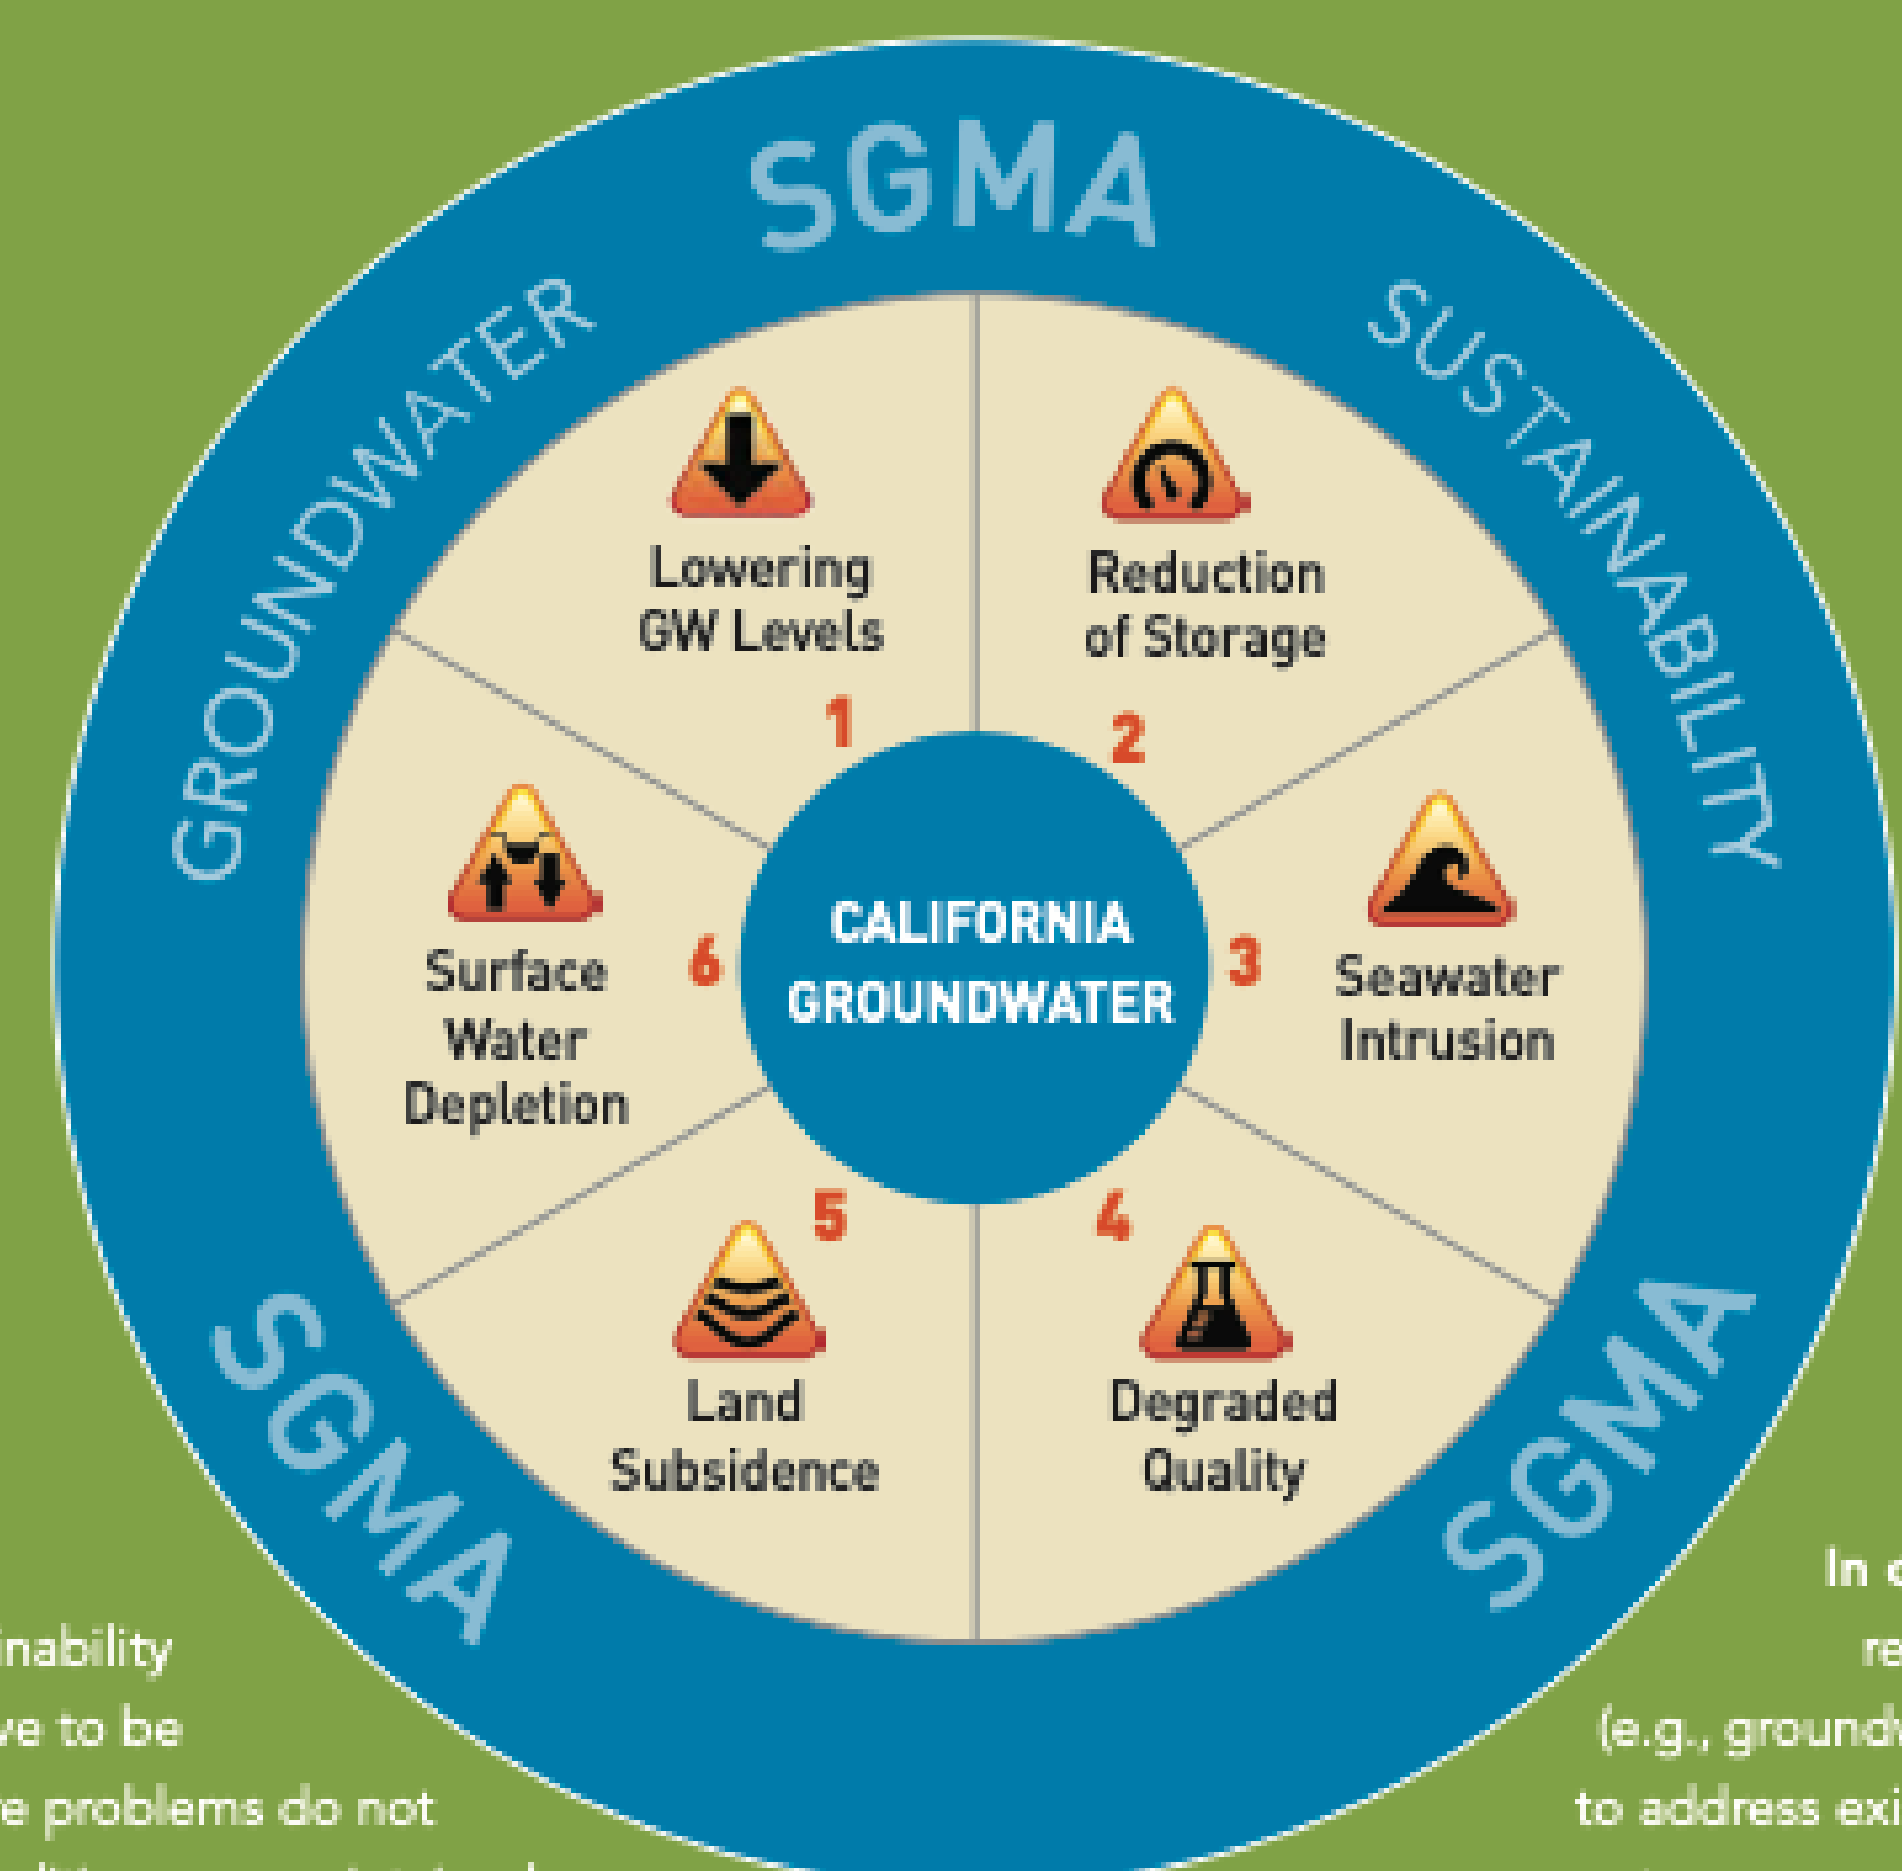 SGMA
GROUNDWATER
SUSTAINABILITY
Lowering
GW Levels
1
Reduction
of Storage
2
Seawater
Intrusion
3
Degraded
Quality
4
Land
Subsidence
5
Surface
Water
Depletion
6
CALIFORNIA
GROUNDWATER
SGMA
SGMA
inability
ve to be
e problems do not
In
re
(e.g., groundw
to address exi